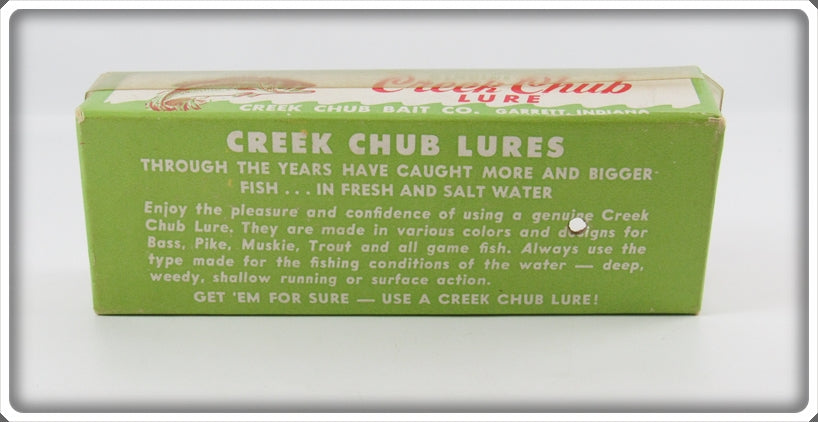 Creek Chub
LURE
CREEK CHUB BAIT CO. GARRETT, INDIANA
CREEK CHUB LURES
THROUGH THE YEARS HAVE CAUGHT MORE AND BIGGER
FISH . . . IN FRESH AND SALT WATER
Enjoy the pleasure and confidence of using a genuine Creek
Chub Lure. They are made in various colors and designs for
Bass, Pike, Muskie, Trout and all game fish. Always use the
type made for the fishing conditions of the water — deep,
weedy, shallow running or surface action.
GET 'EM FOR SURE — USE A CREEK CHUB LURE!